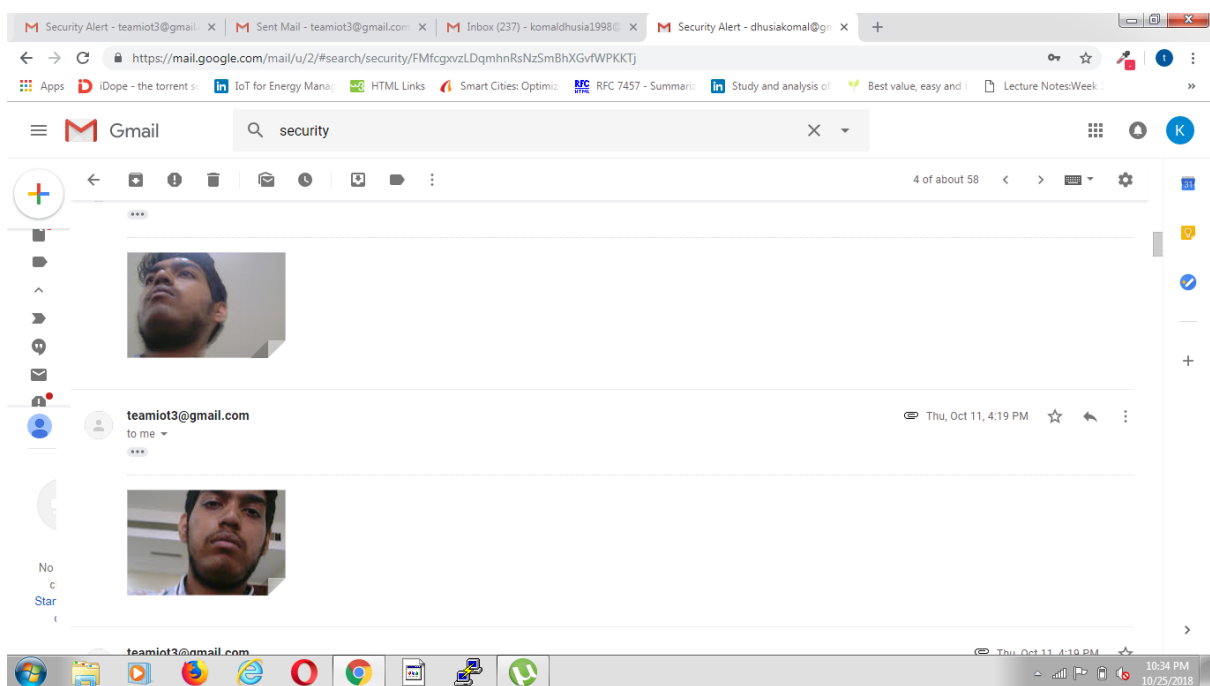 Security Alert - teamiot3@gmail.
Sent Mail - teamiot3@gmail.com
Inbox (237) - komaldhusia1998@
Security Alert - dhusiakomal@gm
https://mail.google.com/mail/u/2/#search/security/FMfcgxvzLDqmhnRsNzSmBhXGvfWPKKTj
Apps
iDope - the torrent se
IoT for Energy Manag
HTML Links
Smart Cities: Optimiz
RFC 7457 - Summariz
Study and analysis of
Best value, easy and
Lecture Notes:Week
»
Gmail
security
K
4 of about 58
31
teamiot3@gmail.com
Thu, Oct 11, 4:19 PM
to me
No
c
Star
teamiot3@gmail.com
Thu, Oct 11, 4:19 PM
10:34 PM
10/25/2018